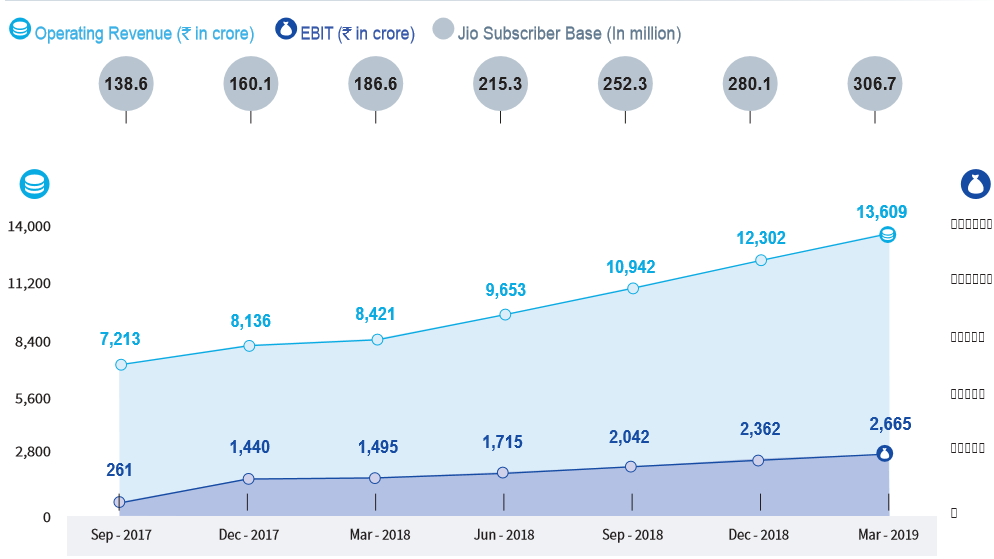 Operating Revenue (₹ in crore) EBIT (₹ in crore) Jio Subscriber Base (In million)
138.6 160.1 186.6 215.3 252.3 280.1 306.7
14,000
11,200
8,400
5,600
2,800
0
7,213 8,136 8,421 9,653 10,942 12,302 13,609
261 1,440 1,495 1,715 2,042 2,362 2,665
Sep - 2017 Dec - 2017 Mar - 2018 Jun - 2018 Sep - 2018 Dec - 2018 Mar - 2019